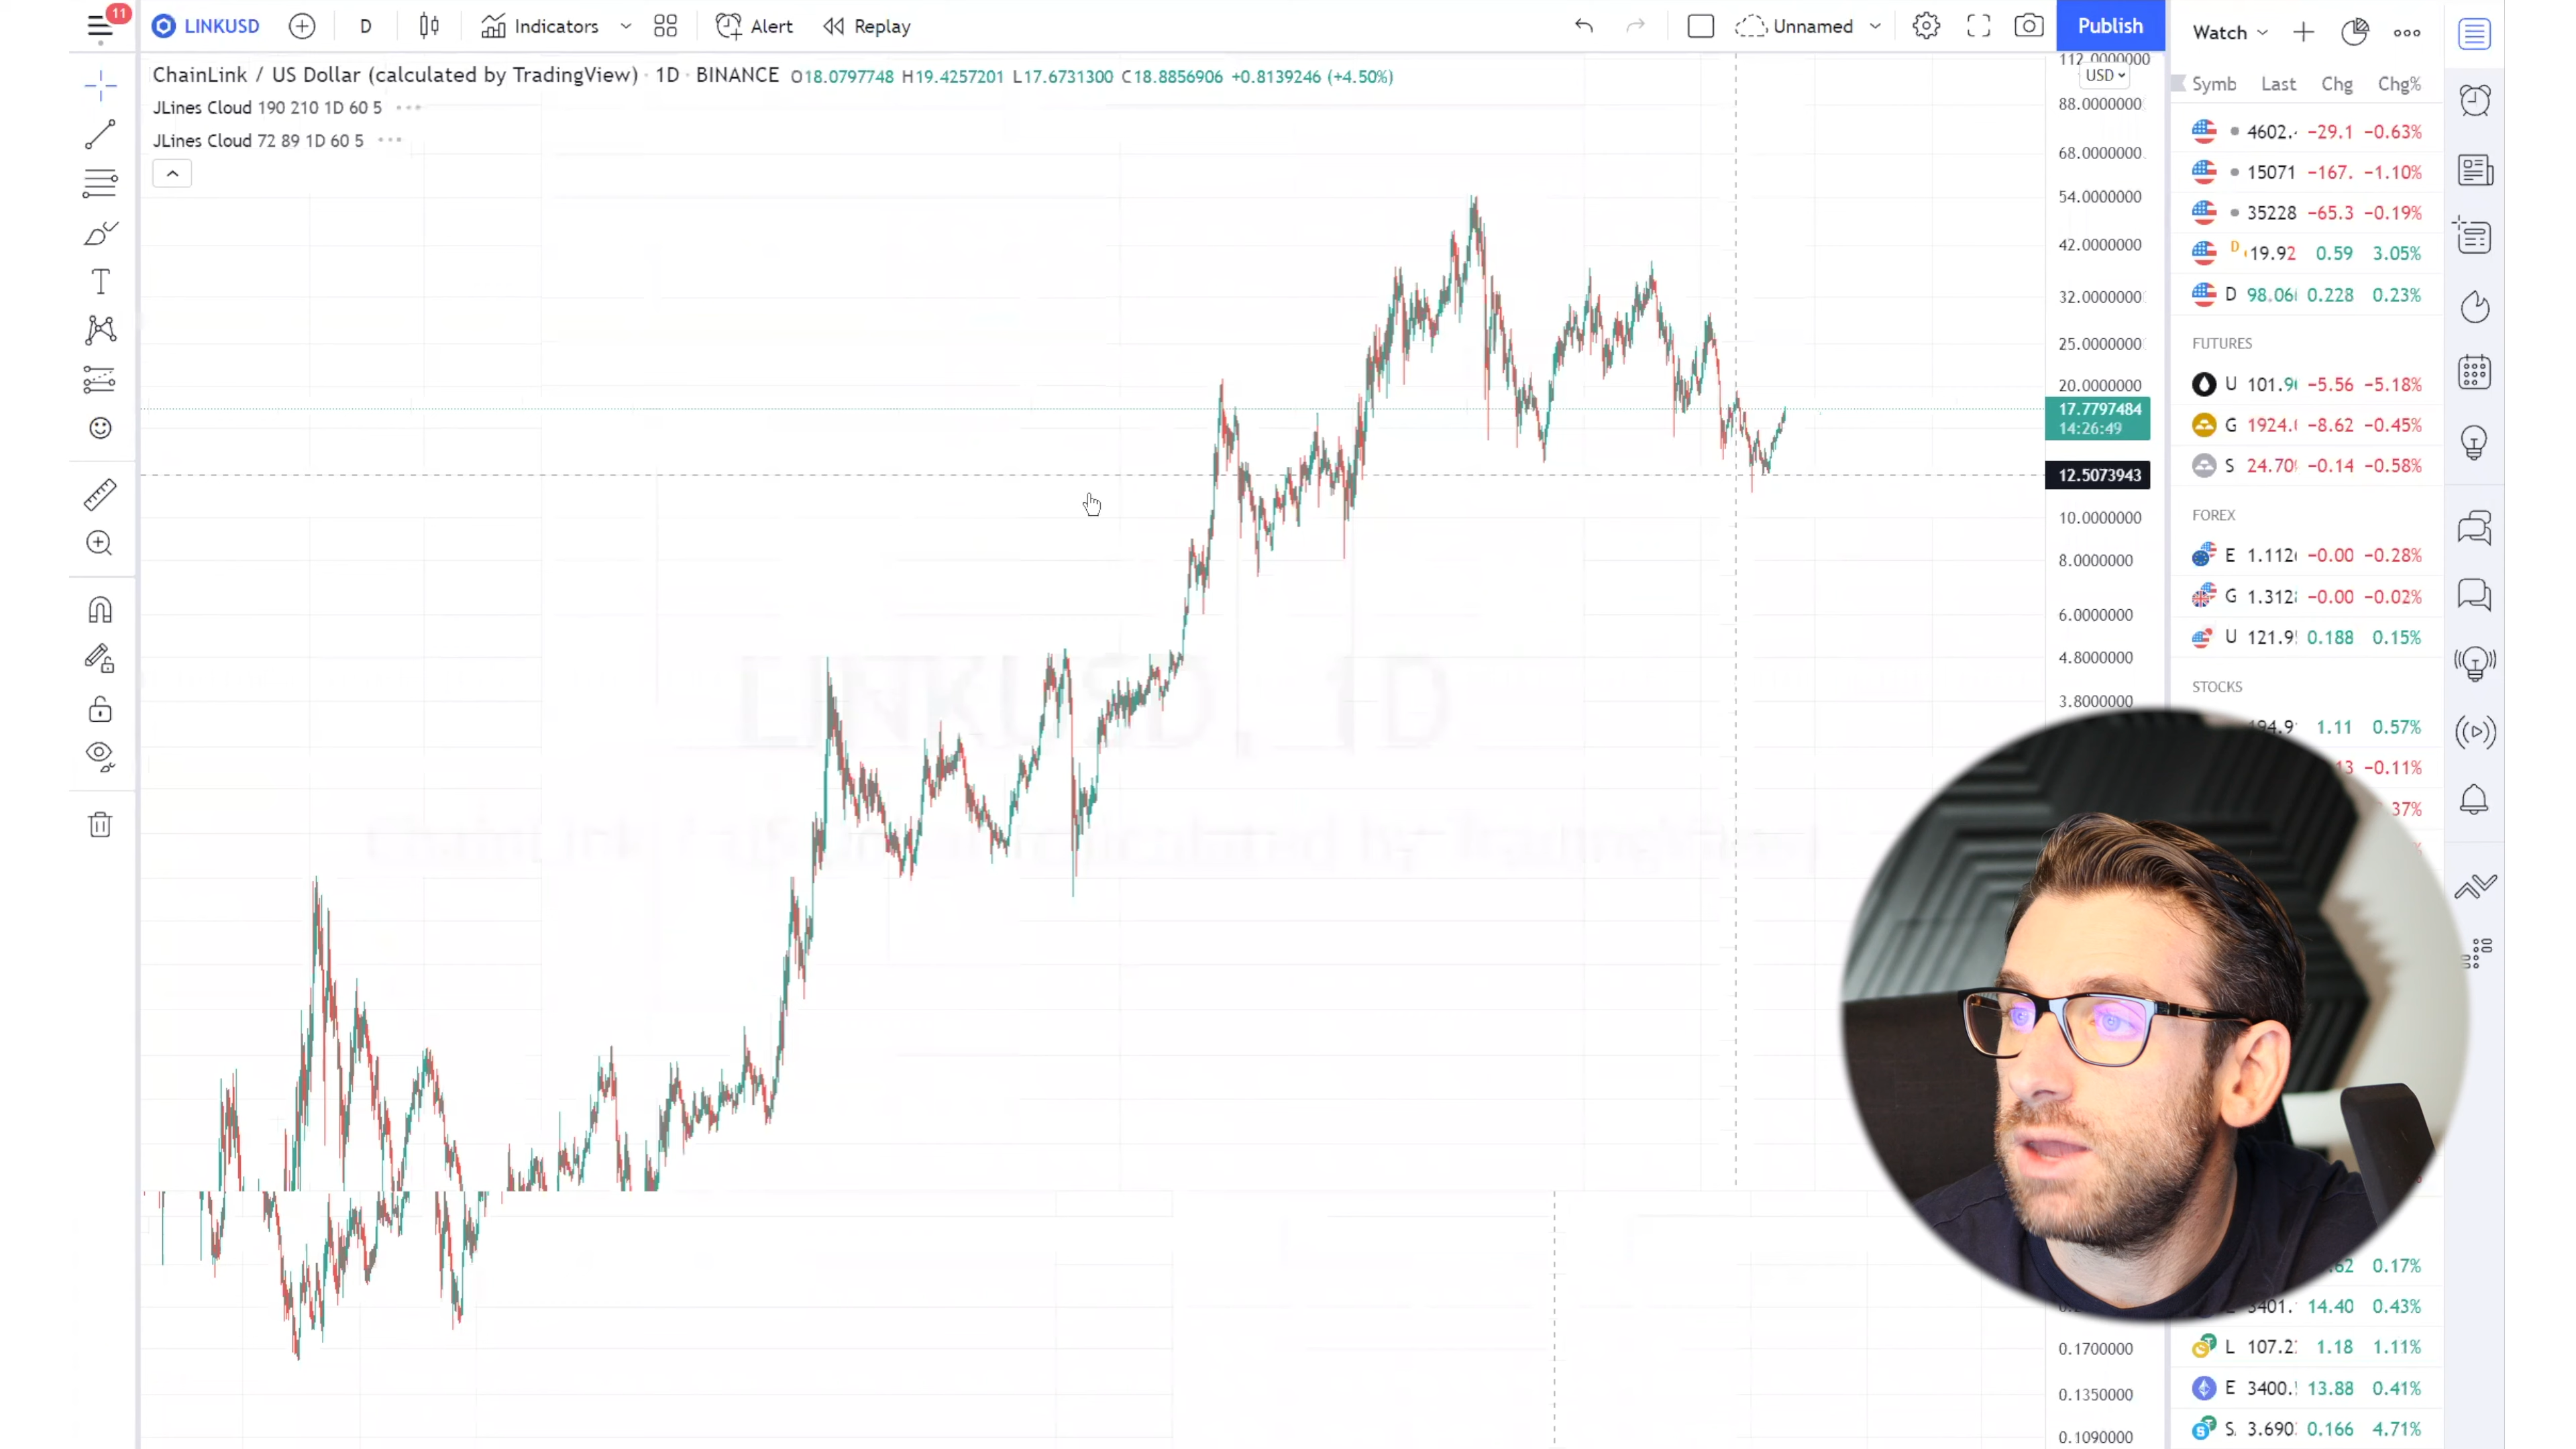 11
LINKUSD
D
Indicators
Alert
Replay
Unnamed
Publish
Watch
ChainLink / US Dollar (calculated by TradingView) · 1D · BINANCE O18.0797748 H19.4257201 L17.6731300 C18.8856906 +0.8139246 (+4.50%)
JLines Cloud 190 210 1D 60 5
JLines Cloud 72 89 1D 60 5
LINKUSD, 1D
112.0000000
USD
88.0000000
68.0000000
54.0000000
42.0000000
32.0000000
25.0000000
20.0000000
17.7797484
14:26:49
12.5073943
10.0000000
8.0000000
6.0000000
4.8000000
3.8000000
0.1700000
0.1350000
0.1090000
Symb Last Chg Chg%
4602. −29.1 −0.63%
15071 −167. −1.10%
35228 −65.3 −0.19%
D 19.92 0.59 3.05%
D 98.06 0.228 0.23%
FUTURES
U 101.9 −5.56 −5.18%
G 1924. −8.62 −0.45%
S 24.70 −0.14 −0.58%
FOREX
E 1.112 −0.00 −0.28%
G 1.312 −0.00 −0.02%
U 121.9 0.188 0.15%
STOCKS
194.9 1.11 0.57%
13 −0.11%
37%
62 0.17%
3401. 14.40 0.43%
L 107.2 1.18 1.11%
E 3400. 13.88 0.41%
S 3.690 0.166 4.71%